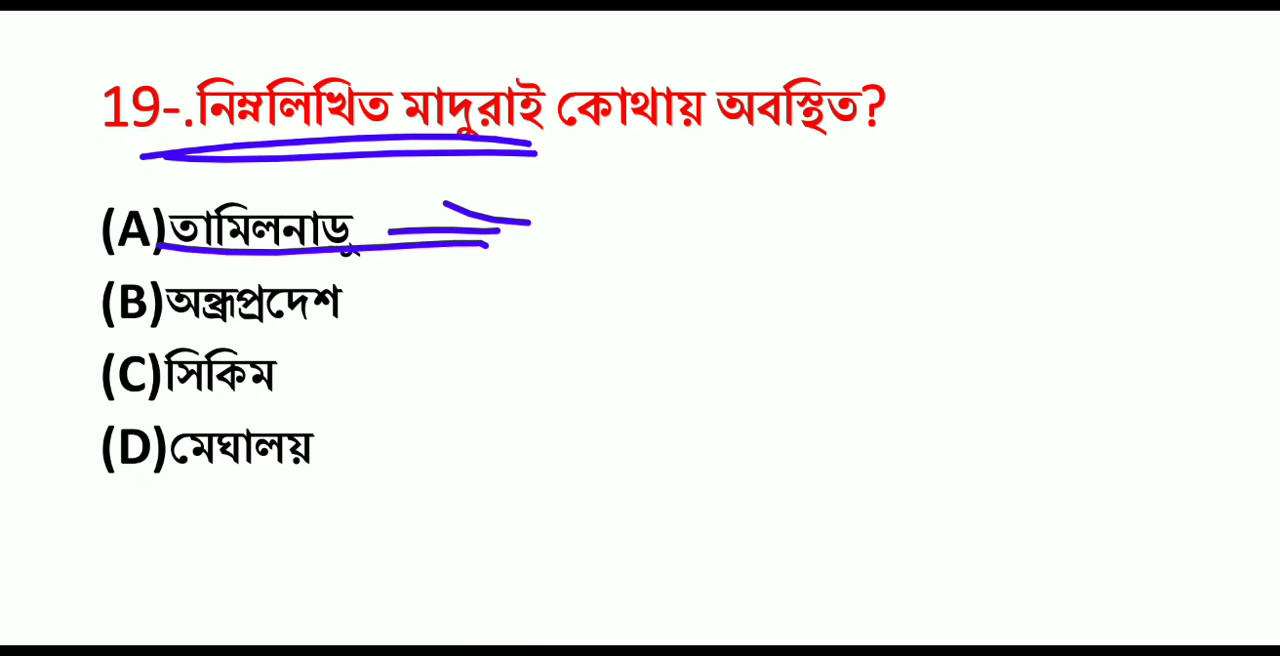 19-.নিম্নলিখিত মাদুরাই কোথায় অবস্থিত?
(A)তামিলনাডু
(B)অন্ধ্রপ্রদেশ
(C)সিকিম
(D)মেঘালয়